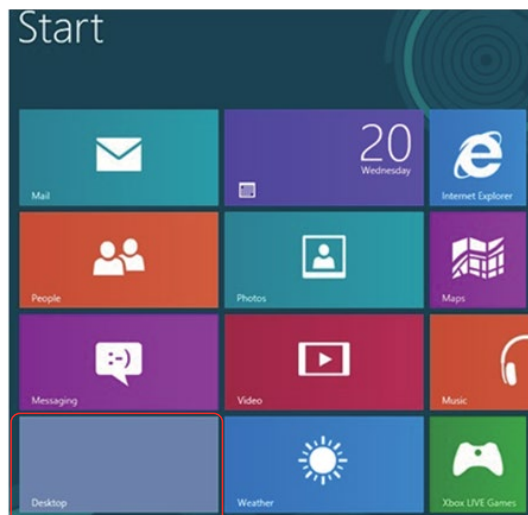 Start
Mail
20
Wednesday
Internet Explorer
People
Photos
Maps
:-)
Messaging
Video
Music
Desktop
Weather
Xbox LIVE Games